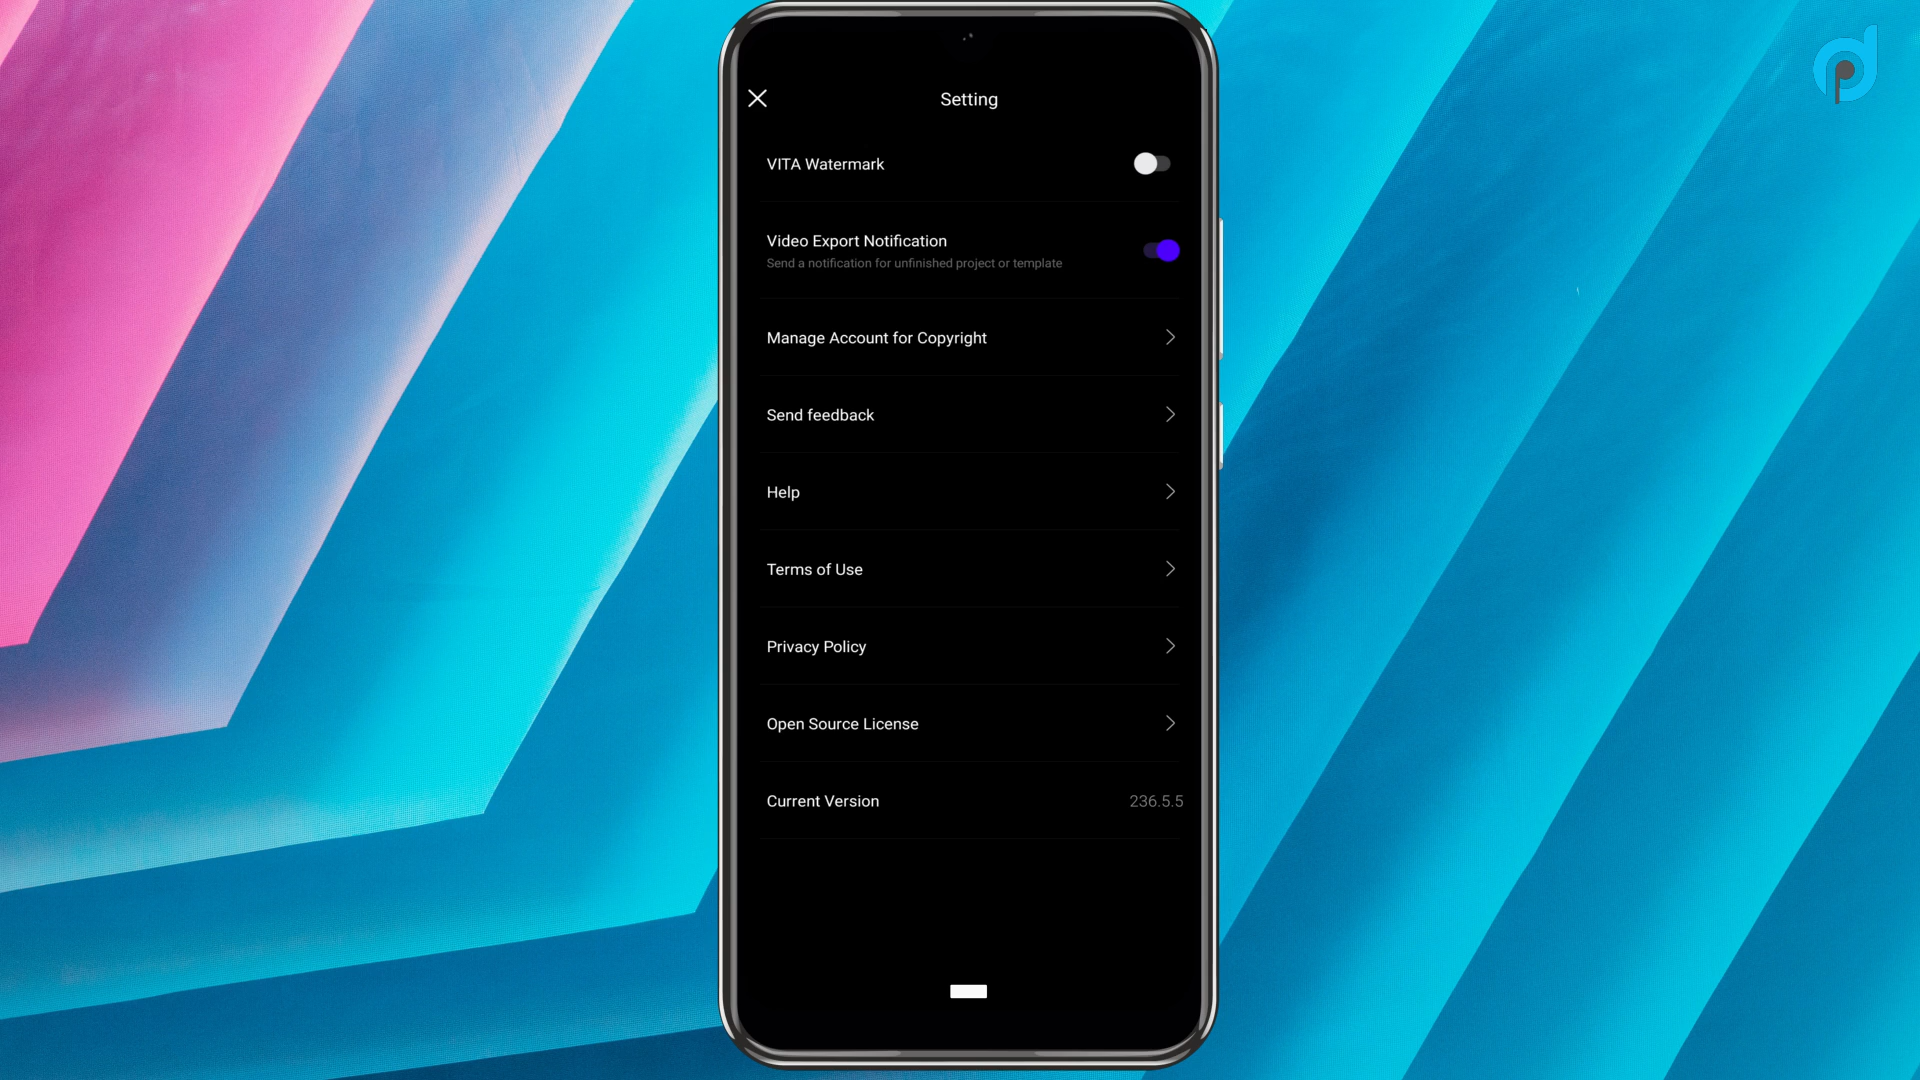 Setting
VITA Watermark
Video Export Notification
Send a notification for unfinished project or template
Manage Account for Copyright
Send feedback
Help
Terms of Use
Privacy Policy
Open Source License
Current Version 236.5.5